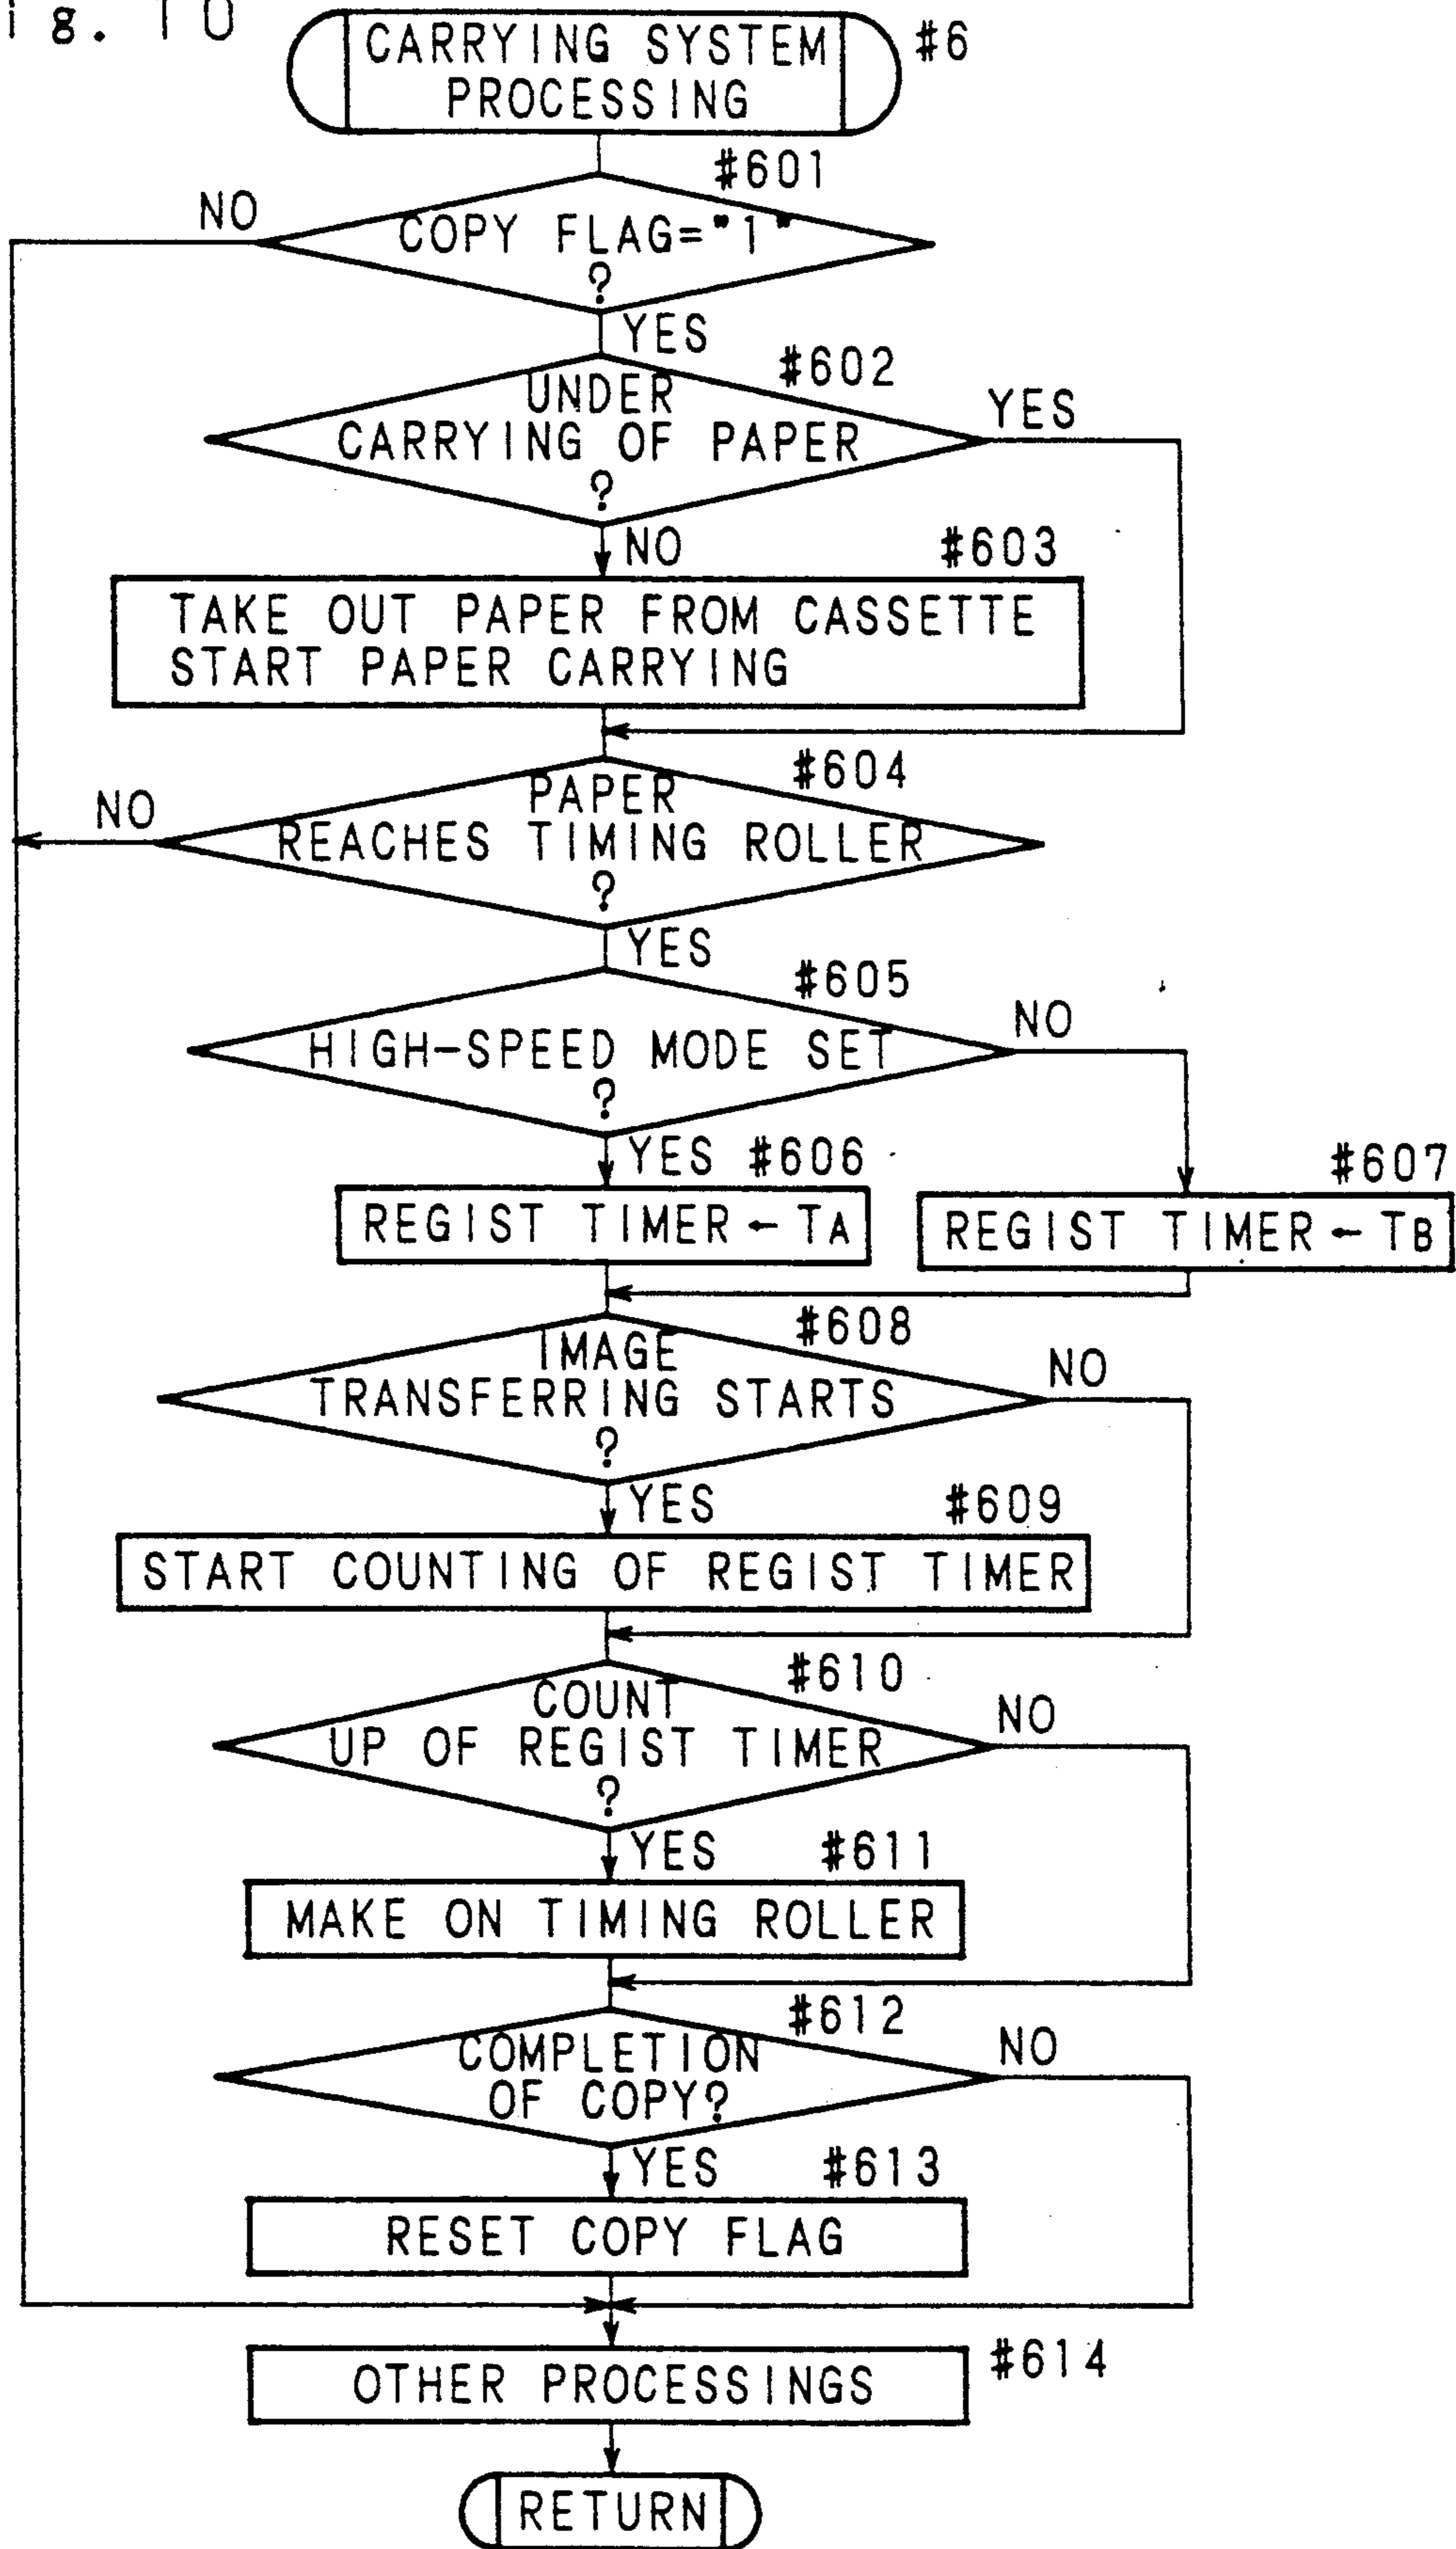 ig. 10
CARRYING SYSTEM
PROCESSING
#6
#601
NO
COPY FLAG="1"
?
YES
#602
UNDER
CARRYING OF PAPER
?
YES
NO
#603
TAKE OUT PAPER FROM CASSETTE
START PAPER CARRYING
#604
PAPER
REACHES TIMING ROLLER
?
NO
YES
#605
HIGH-SPEED MODE SET
?
NO
YES #606
#607
REGIST TIMER ← TA
REGIST TIMER ← TB
#608
IMAGE
TRANSFERRING STARTS
?
NO
YES
#609
START COUNTING OF REGIST TIMER
#610
COUNT
UP OF REGIST TIMER
?
NO
YES
#611
MAKE ON TIMING ROLLER
#612
COMPLETION
OF COPY?
NO
YES
#613
RESET COPY FLAG
OTHER PROCESSINGS
#614
RETURN